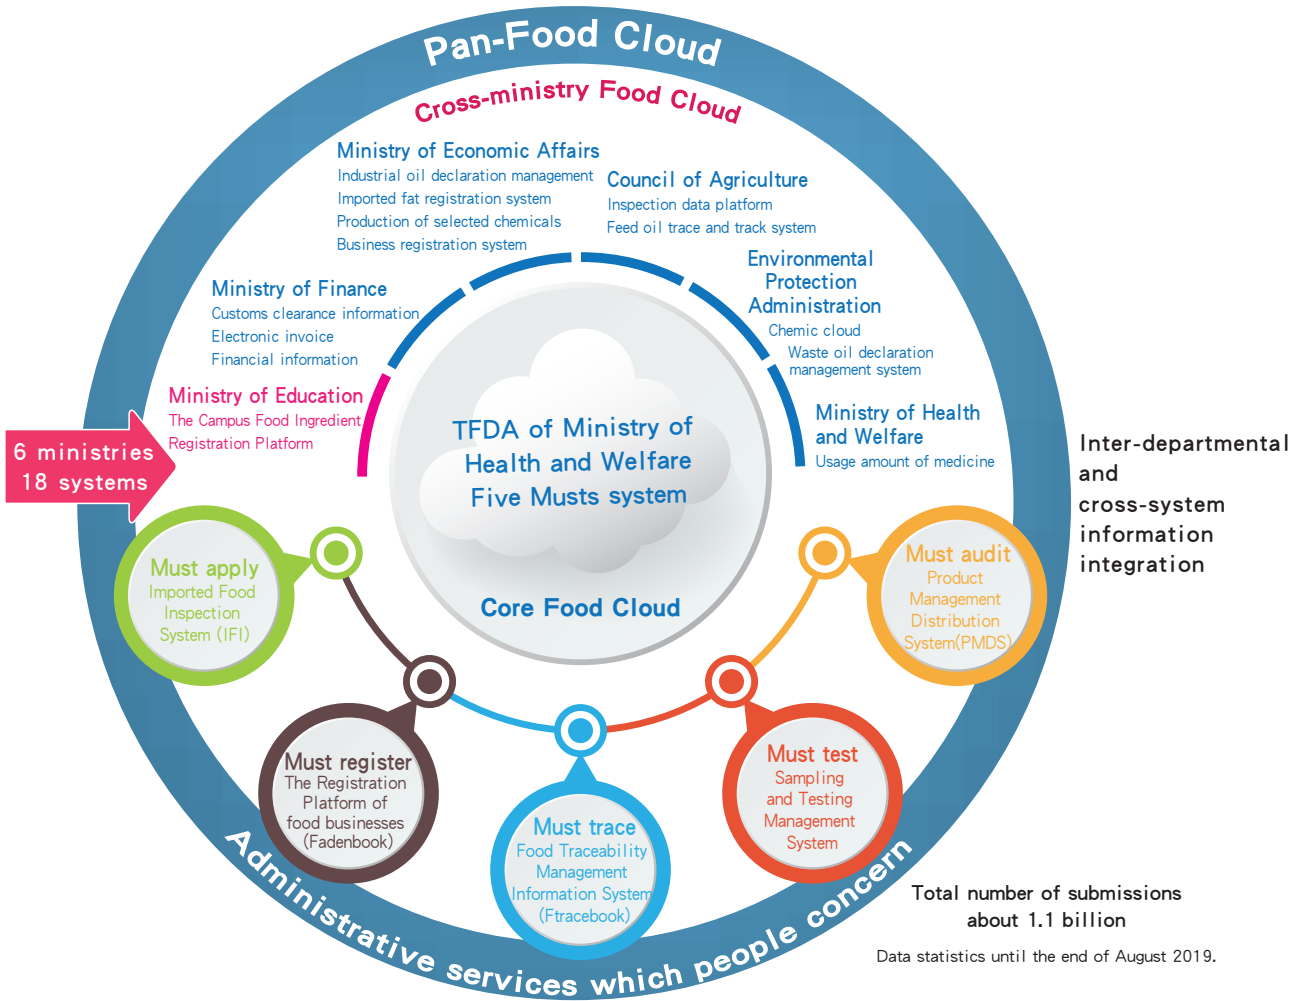 Pan-Food Cloud
Cross-ministry Food Cloud
Ministry of Economic Affairs
Industrial oil declaration management
Imported fat registration system
Production of selected chemicals
Business registration system
Council of Agriculture
Inspection data platform
Feed oil trace and track system
Environmental
Protection
Administration
Chemic cloud
Waste oil declaration
management system
Ministry of Finance
Customs clearance information
Electronic invoice
Financial information
Ministry of Education
The Campus Food Ingredient
Registration Platform
Ministry of Health
and Welfare
Usage amount of medicine
6 ministries
18 systems
TFDA of Ministry of
Health and Welfare
Five Musts system
Core Food Cloud
Inter-departmental
and
cross-system
information
integration
Must apply
Imported Food
Inspection
System (IFI)
Must register
The Registration
Platform of
food businesses
(Fadenbook)
Must trace
Food Traceability
Management
Information System
(Ftracebook)
Must test
Sampling
and Testing
Management
System
Must audit
Product
Management
Distribution
System(PMDS)
Administrative services which people concern
Total number of submissions
about 1.1 billion
Data statistics until the end of August 2019.